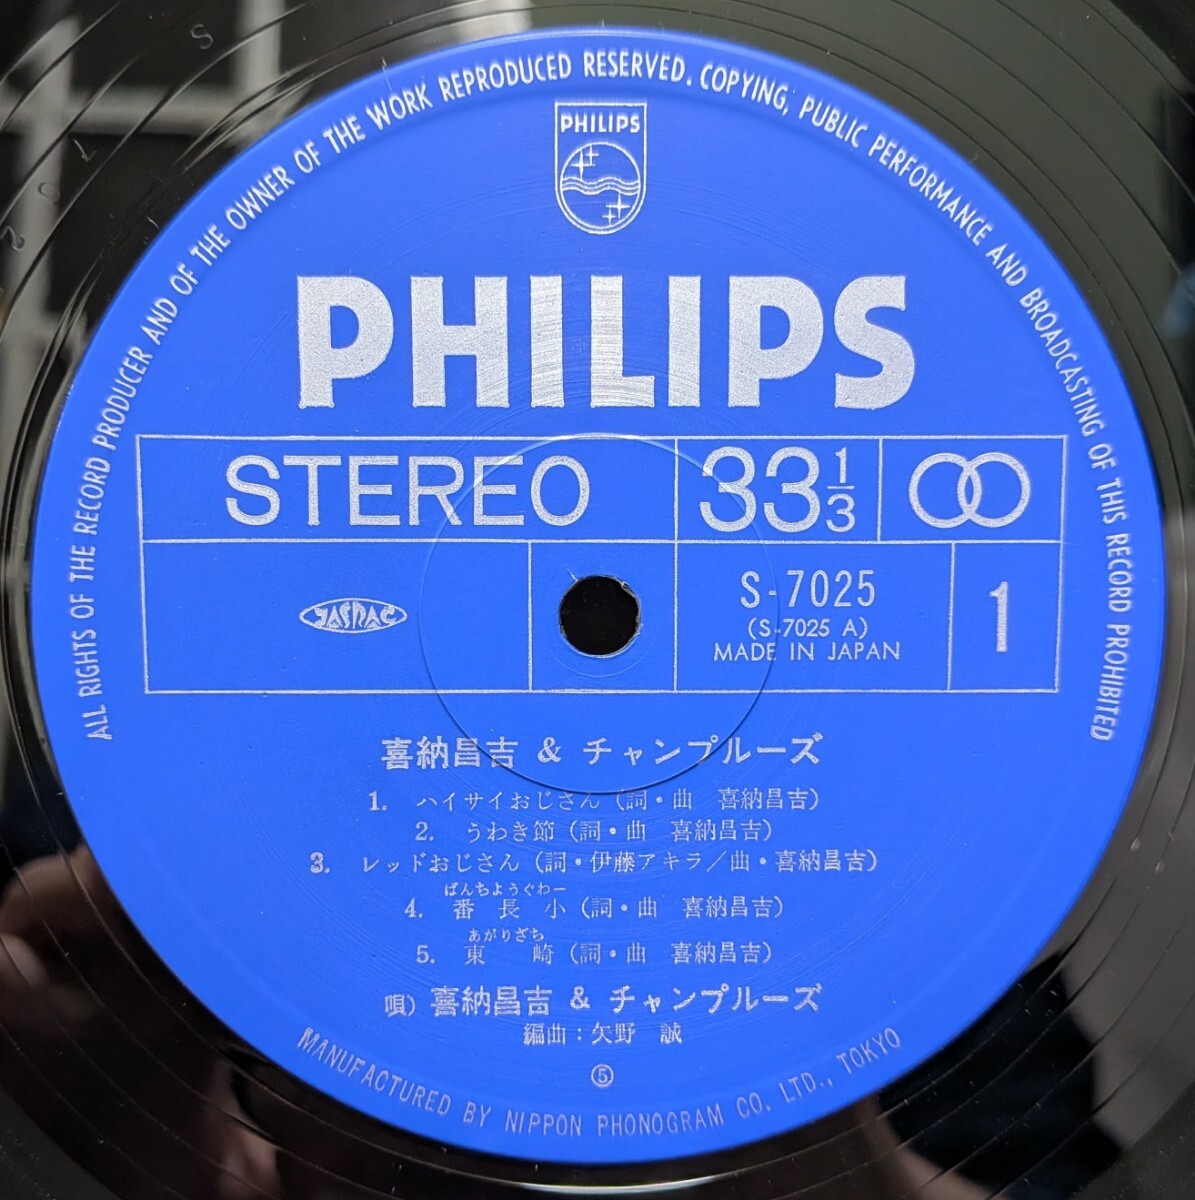 ALL RIGHTS OF THE RECORD PRODUCER AND OF THE OWNER OF THE WORK REPRODUCED RESERVED. COPYING, PUBLIC PERFORMANCE AND BROADCASTING OF THIS RECORD PROHIBITED
PHILIPS
PHILIPS
STEREO 33 1/3
JASRAC
S-7025
(S-7025 A)
MADE IN JAPAN
1
喜納昌吉 & チャンプルーズ
1. ハイサイおじさん (詞・曲 喜納昌吉)
2. うわき節 (詞・曲 喜納昌吉)
3. レッドおじさん (詞・伊藤アキラ/曲・喜納昌吉)
ばんちょうぐわー
4. 番長小 (詞・曲 喜納昌吉)
あがりざち
5. 東崎 (詞・曲 喜納昌吉)
唄) 喜納昌吉 & チャンプルーズ
編曲:矢野 誠
⑤
MANUFACTURED BY NIPPON PHONOGRAM CO. LTD., TOKYO